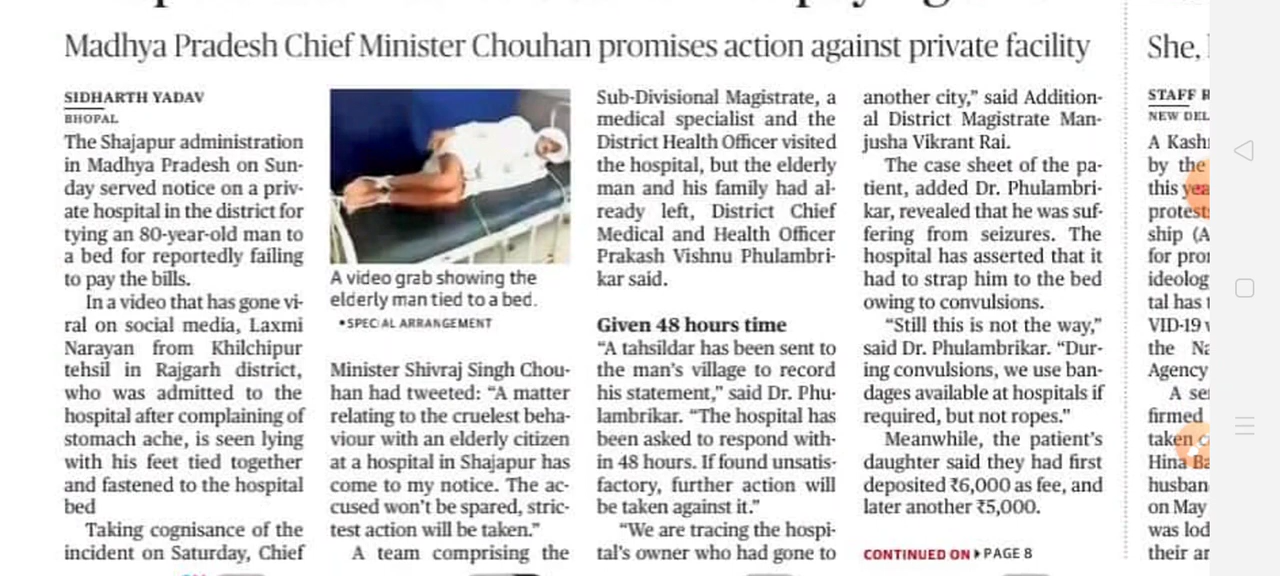 Madhya Pradesh Chief Minister Chouhan promises action against private facility
SIDHARTH YADAV
BHOPAL
The Shajapur administration
in Madhya Pradesh on Sun-
day served notice on a priv-
ate hospital in the district for
tying an 80-year-old man to
a bed for reportedly failing
to pay the bills.
In a video that has gone vi-
ral on social media, Laxmi
Narayan from Khilchipur
tehsil in Rajgarh district,
who was admitted to the
hospital after complaining of
stomach ache, is seen lying
with his feet tied together
and fastened to the hospital
bed
Taking cognisance of the
incident on Saturday, Chief
A video grab showing the
elderly man tied to a bed.
•SPECIAL ARRANGEMENT
Minister Shivraj Singh Chou-
han had tweeted: “A matter
relating to the cruelest beha-
viour with an elderly citizen
at a hospital in Shajapur has
come to my notice. The ac-
cused won’t be spared, stric-
test action will be taken.”
A team comprising the
Sub-Divisional Magistrate, a
medical specialist and the
District Health Officer visited
the hospital, but the elderly
man and his family had al-
ready left, District Chief
Medical and Health Officer
Prakash Vishnu Phulambri-
kar said.
Given 48 hours time
“A tahsildar has been sent to
the man’s village to record
his statement,” said Dr. Phu-
lambrikar. “The hospital has
been asked to respond with-
in 48 hours. If found unsatis-
factory, further action will
be taken against it.”
“We are tracing the hospi-
tal’s owner who had gone to
another city,” said Addition-
al District Magistrate Man-
jusha Vikrant Rai.
The case sheet of the pa-
tient, added Dr. Phulambri-
kar, revealed that he was suf-
fering from seizures. The
hospital has asserted that it
had to strap him to the bed
owing to convulsions.
“Still this is not the way,”
said Dr. Phulambrikar. “Dur-
ing convulsions, we use ban-
dages available at hospitals if
required, but not ropes.”
Meanwhile, the patient’s
daughter said they had first
deposited ₹6,000 as fee, and
later another ₹5,000.
CONTINUED ON ▶ PAGE 8
She,
STAFF
NEW
A
by the
this
ship
for
tal has
VID-19
the
Agency
A
firmed
taken
Hina
on May
was
their